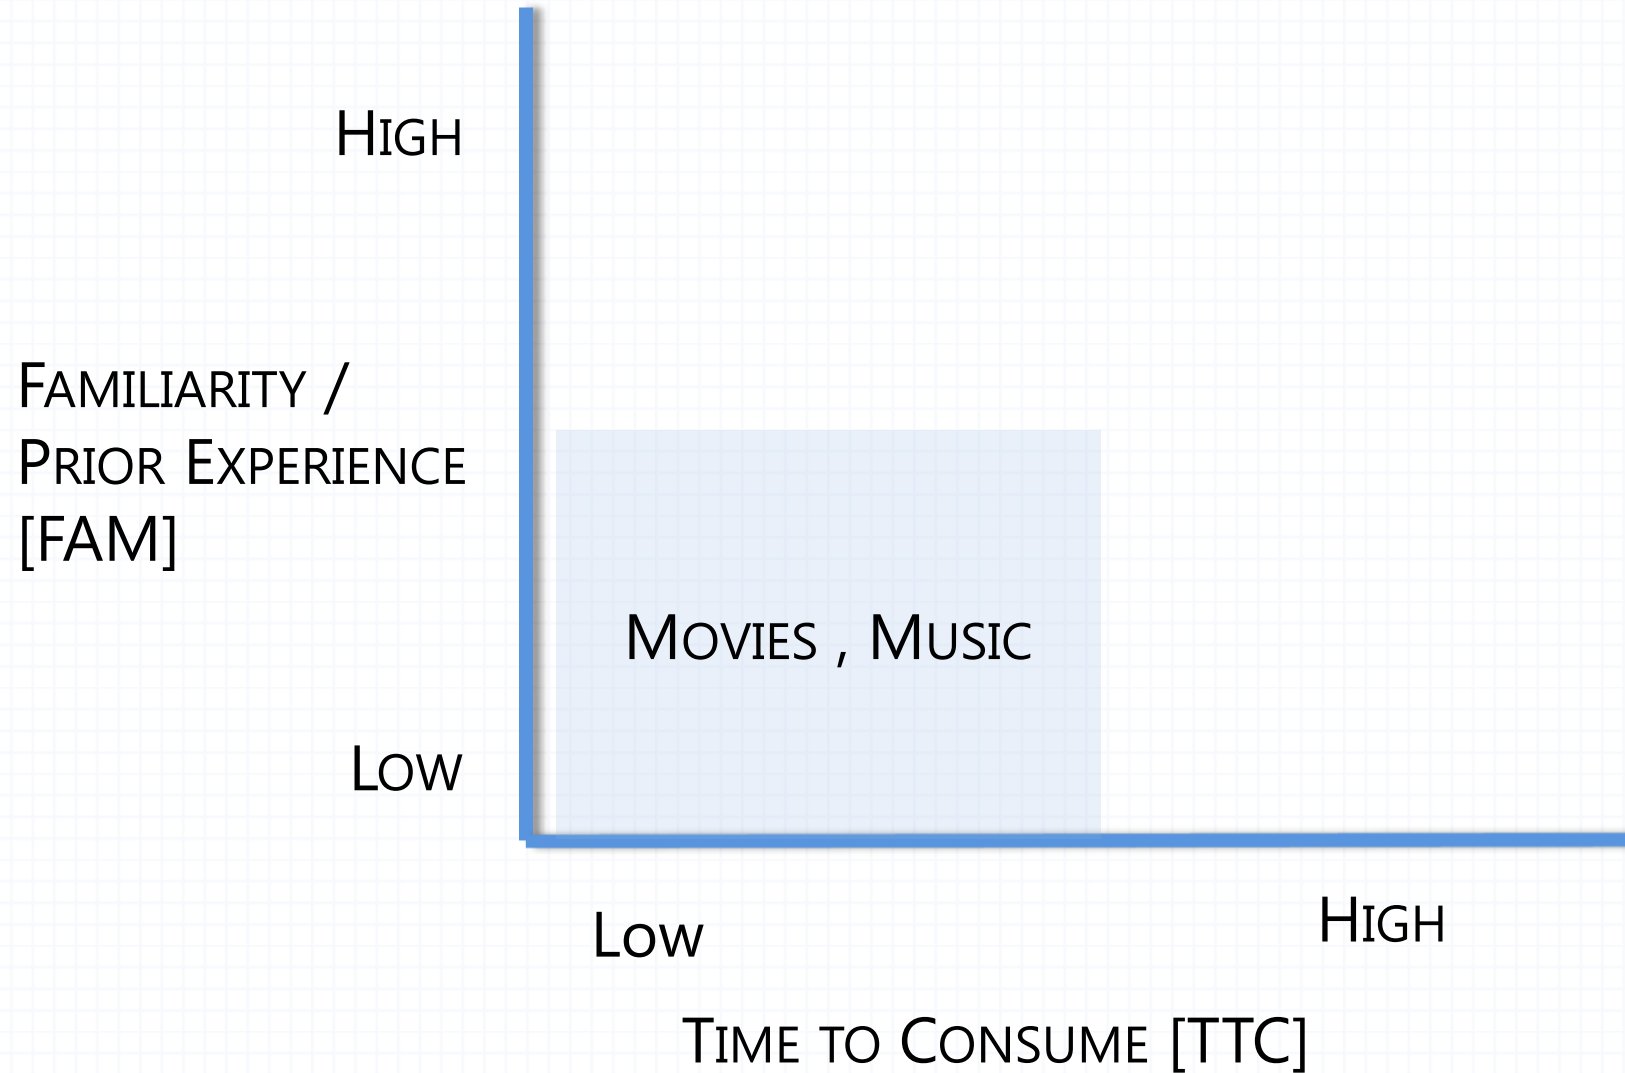 HIGH
FAMILIARITY /
PRIOR EXPERIENCE
[FAM]
MOVIES , MUSIC
LOW
Low
HIGH
TIME TO CONSUME [TTC]